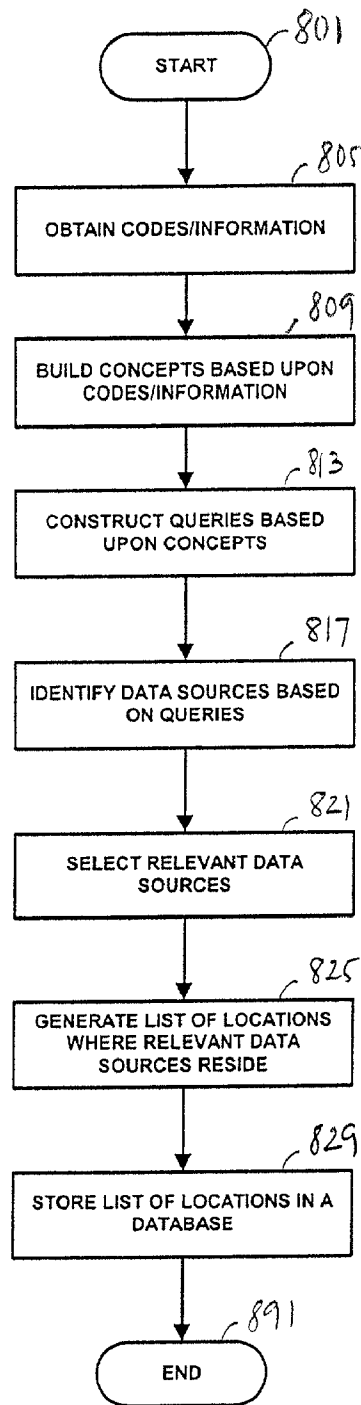 801
START
805
OBTAIN CODES/INFORMATION
809
BUILD CONCEPTS BASED UPON
CODES/INFORMATION
813
CONSTRUCT QUERIES BASED
UPON CONCEPTS
817
IDENTIFY DATA SOURCES BASED
ON QUERIES
821
SELECT RELEVANT DATA
SOURCES
825
GENERATE LIST OF LOCATIONS
WHERE RELEVANT DATA
SOURCES RESIDE
829
STORE LIST OF LOCATIONS IN A
DATABASE
891
END